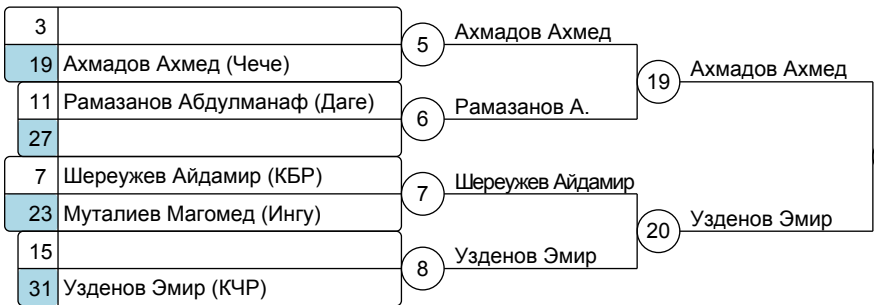 3
19 Ахмадов Ахмед (Чече)
11 Рамазанов Абдулманаф (Даге)
27
7 Шереужев Айдамир (КБР)
23 Муталиев Магомед (Ингу)
15
31 Узденов Эмир (КЧР)
5 Ахмадов Ахмед
6 Рамазанов А.
7 Шереужев Айдамир
8 Узденов Эмир
19 Ахмадов Ахмед
20 Узденов Эмир